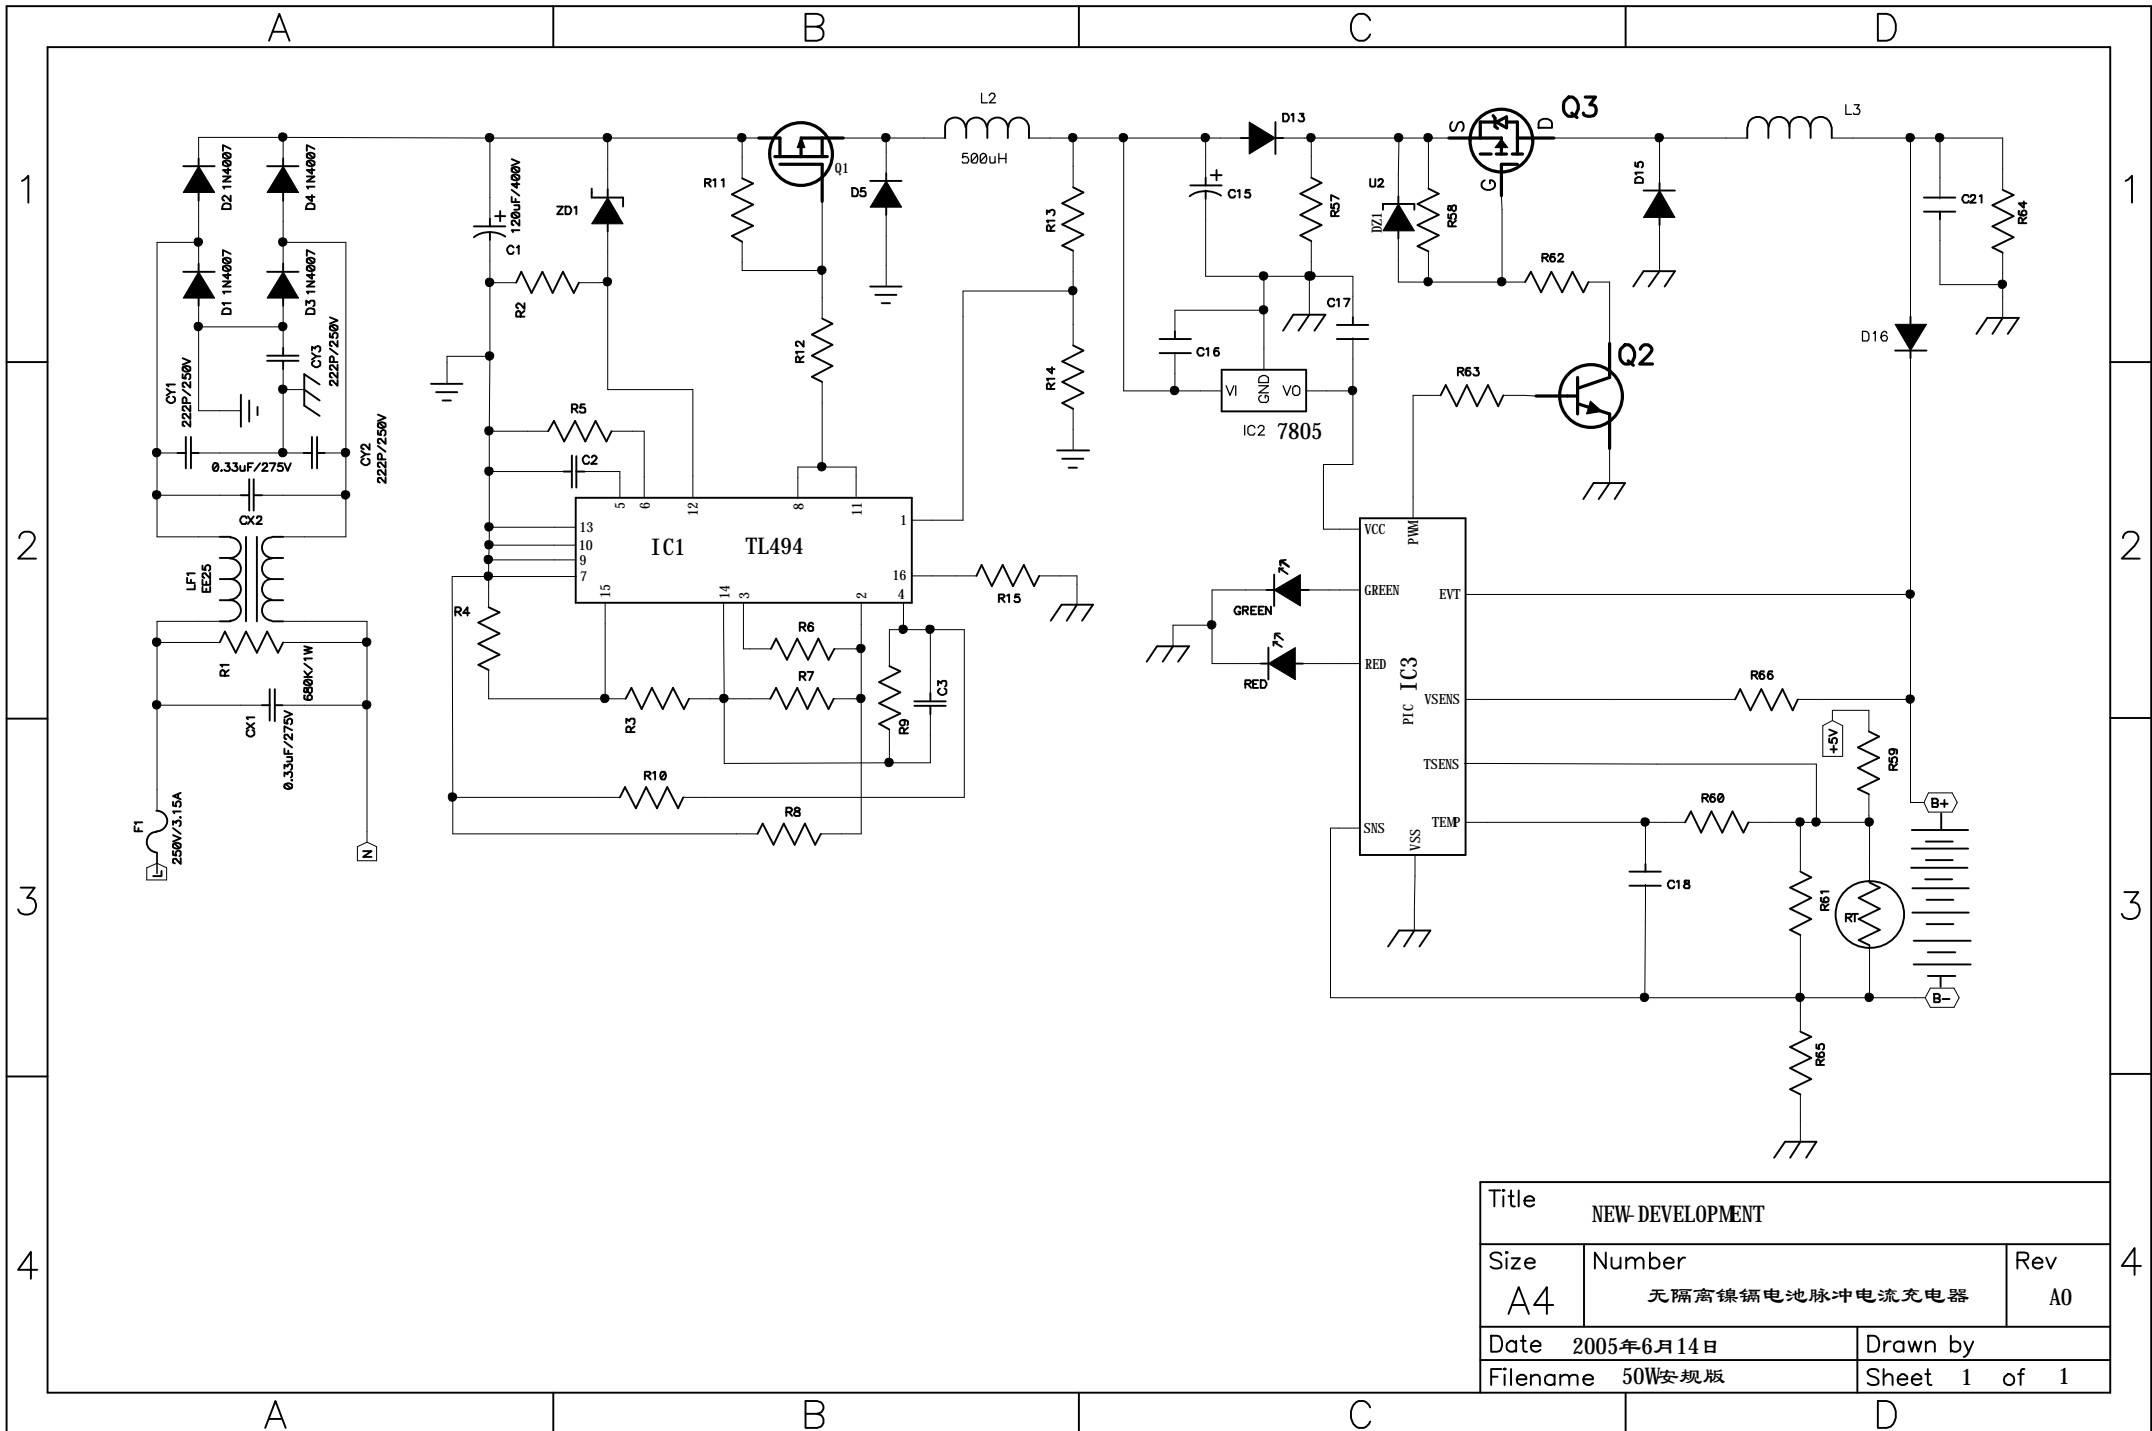 A B C D
1 1
2 2
3 3
4 4
A B C D
D2 1N4007
D4 1N4007
D1 1N4007
D3 1N4007
CY1
222P/250V
CY3
222P/250V
CY2
222P/250V
0.33uF/275V
CX2
LF1
EE25
R1
680K/1W
CX1
0.33uF/275V
F1
250V/3.15A
L
N
120uF/400V
+
C1
ZD1
R2
R11
Q1
D5
L2
500uH
R12
R13
R14
R5
C2
5 6 12 8 11
13
10
9
7
IC1 TL494
1
16
15 14 3 2 4
R15
R4
R6
R7
R3
R9
C3
R10
R8
+
C15
D13
R57
C16
C17
VI GND VO
IC2 7805
U2
DZ1
R58
S D
G
Q3
R62
R63
Q2
D15
L3
C21
R64
D16
VCC
PWM
GREEN
RED
SNS
VSS
PIC IC3
EVT
VSENS
TSENS
TEMP
GREEN
RED
R66
+5V
R59
R60
C18
R61
RT
B+
B-
R65
Title NEW-DEVELOPMENT
Size A4
Number 无隔离镍镉电池脉冲电流充电器
Rev A0
Date 2005年6月14日
Drawn by
Filename 50W安规版
Sheet 1 of 1